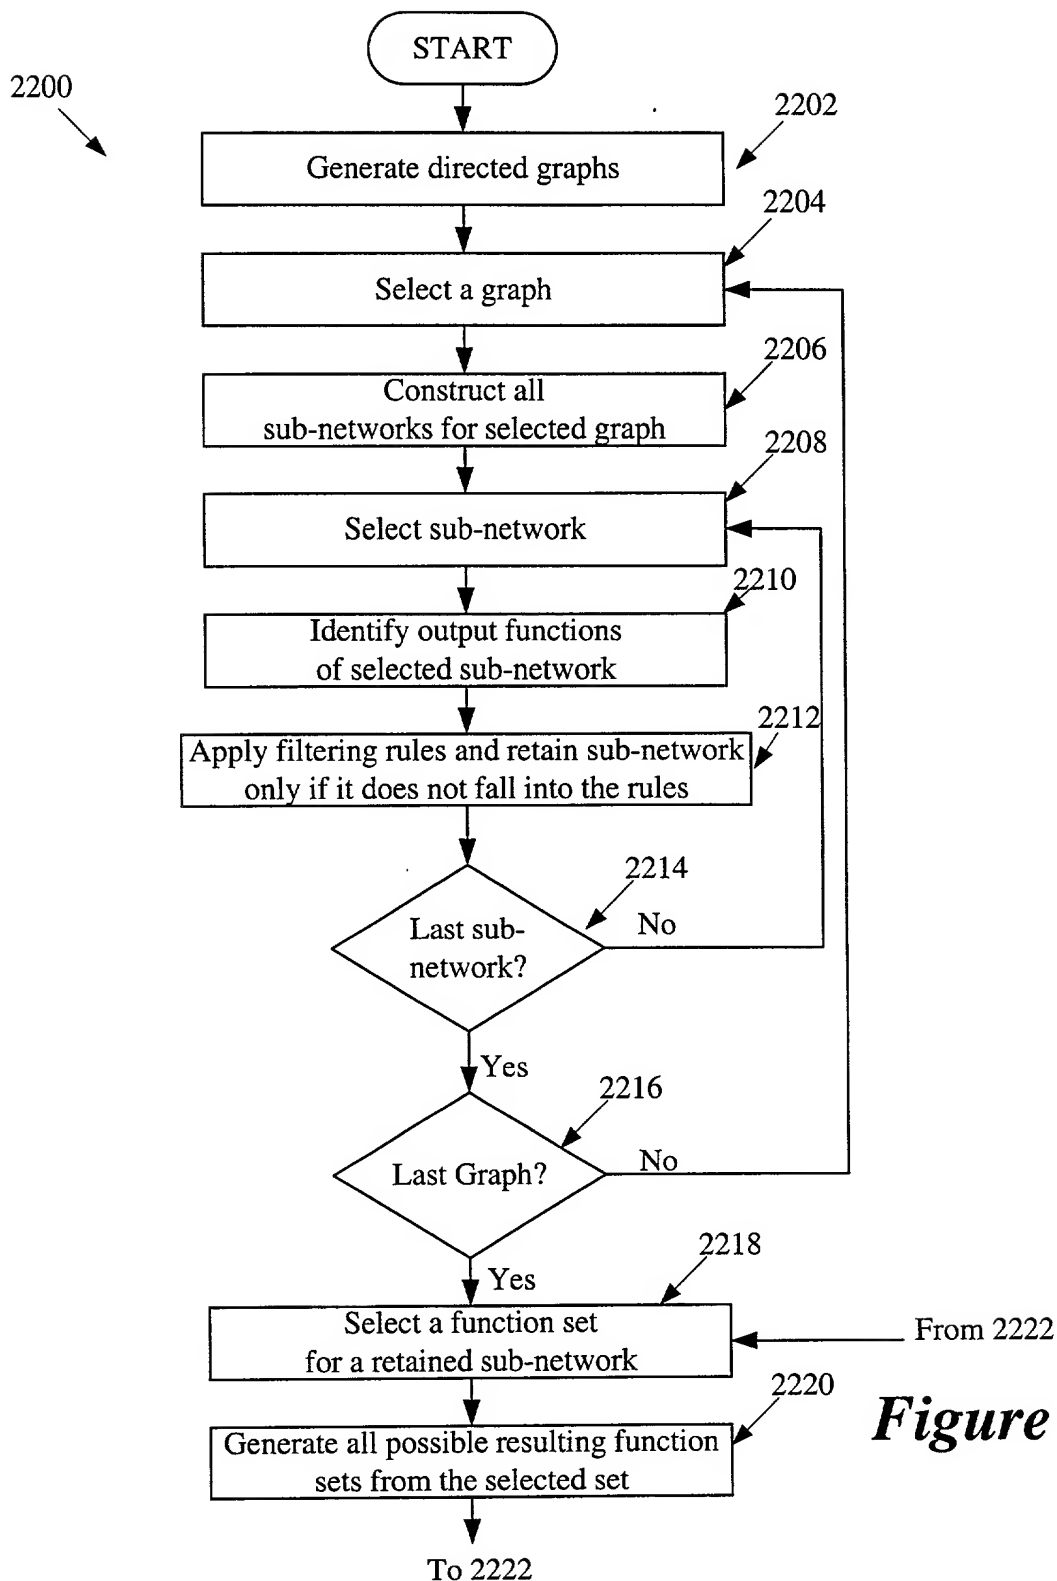 START
2200
2202
Generate directed graphs
2204
Select a graph
2206
Construct all
sub-networks for selected graph
2208
Select sub-network
2210
Identify output functions
of selected sub-network
2212
Apply filtering rules and retain sub-network
only if it does not fall into the rules
2214
Last sub-
network?
No
Yes
2216
Last Graph?
No
2218
Yes
Select a function set
for a retained sub-network
From 2222
2220
Generate all possible resulting function
sets from the selected set
Figure
To 2222